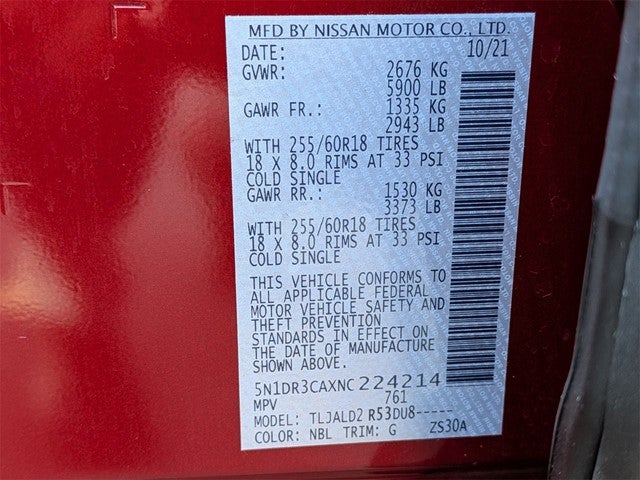 MFD BY NISSAN MOTOR CO., LTD.
DATE: 10/21
GVWR: 2676 KG
5900 LB
GAWR FR.: 1335 KG
2943 LB
WITH 255/60R18 TIRES
18 X 8.0 RIMS AT 33 PSI
COLD SINGLE
GAWR RR.: 1530 KG
3373 LB
WITH 255/60R18 TIRES
18 X 8.0 RIMS AT 33 PSI
COLD SINGLE
THIS VEHICLE CONFORMS TO
ALL APPLICABLE FEDERAL
MOTOR VEHICLE SAFETY AND
THEFT PREVENTION
STANDARDS IN EFFECT ON
THE DATE OF MANUFACTURE
SHOWN ABOVE.
5N1DR3CAXNC224214
MPV 761
MODEL: TLJALD2 R53DU8-----
COLOR: NBL TRIM: G ZS30A